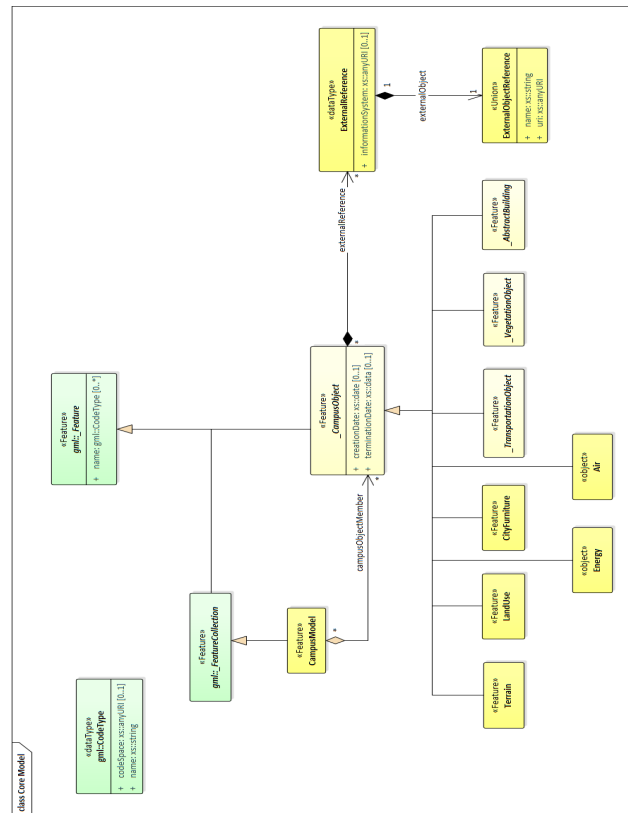 class Core Model
«dataType»
gml::CodeType
+ codeSpace: xs::anyURI [0..1]
+ name: xs::string
«Feature»
gml::_Feature
+ name: gml::CodeType [0..*]
«dataType»
ExternalReference
+ informationSystem: xs::anyURI [0..1]
«Feature»
gml::_FeatureCollection
externalReference
*
1
externalObject
1
«Union»
ExternalObjectReference
+ name: xs::string
+ uri: xs::anyURI
«Feature»
CampusModel
*
campusObjectMember
*
«Feature»
_CampusObject
+ creationDate: xs::date [0..1]
+ terminationDate: xs::data [0..1]
*
«Feature»
Terrain
«Feature»
LandUse
«Feature»
CityFurniture
«Feature»
_TransportationObject
«Feature»
_VegetationObject
«Feature»
_AbstractBuilding
«object»
Energy
«object»
Air